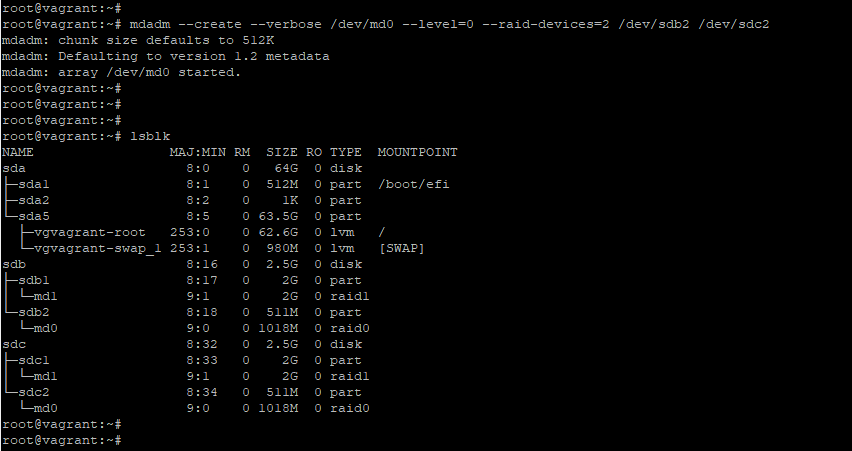 root@vagrant:~#
root@vagrant:~# mdadm --create --verbose /dev/md0 --level=0 --raid-devices=2 /dev/sdb2 /dev/sdc2
mdadm: chunk size defaults to 512K
mdadm: Defaulting to version 1.2 metadata
mdadm: array /dev/md0 started.
root@vagrant:~#
root@vagrant:~#
root@vagrant:~#
root@vagrant:~# lsblk
NAME                 MAJ:MIN RM  SIZE RO TYPE  MOUNTPOINT
sda                    8:0    0   64G  0 disk
├─sda1                 8:1    0  512M  0 part  /boot/efi
├─sda2                 8:2    0    1K  0 part
└─sda5                 8:5    0 63.5G  0 part
  ├─vgvagrant-root   253:0    0 62.6G  0 lvm   /
  └─vgvagrant-swap_1 253:1    0  980M  0 lvm   [SWAP]
sdb                    8:16   0  2.5G  0 disk
├─sdb1                 8:17   0    2G  0 part
│ └─md1                9:1    0    2G  0 raid1
└─sdb2                 8:18   0  511M  0 part
  └─md0                9:0    0 1018M  0 raid0
sdc                    8:32   0  2.5G  0 disk
├─sdc1                 8:33   0    2G  0 part
│ └─md1                9:1    0    2G  0 raid1
└─sdc2                 8:34   0  511M  0 part
  └─md0                9:0    0 1018M  0 raid0
root@vagrant:~#
root@vagrant:~#